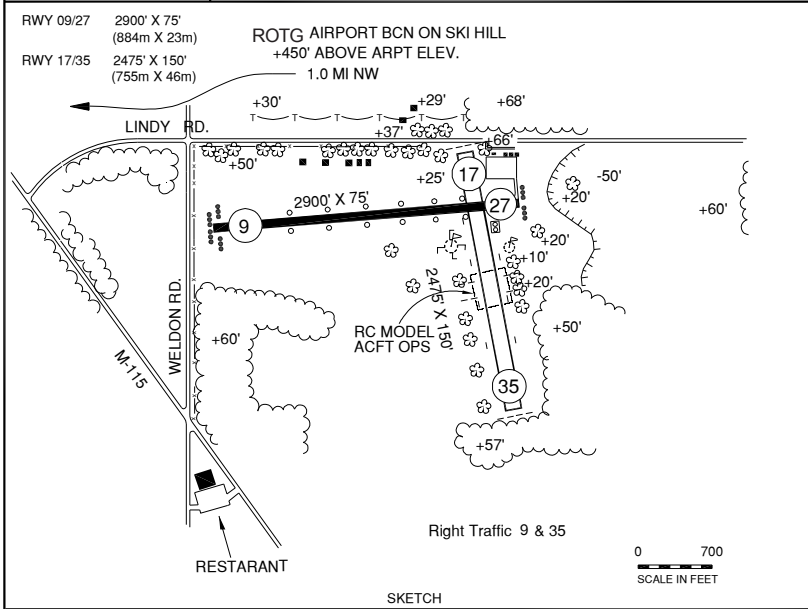 RWY 09/27 2900' X 75'
(884m X 23m)
RWY 17/35 2475' X 150'
(755m X 46m)
ROTG AIRPORT BCN ON SKI HILL
+450' ABOVE ARPT ELEV.
1.0 MI NW
+30'
+29'
+68'
LINDY RD.
+37'
+66'
+50'
+25'
17
-50'
+20'
2900' X 75'
27
+60'
9
+20'
+10'
+20'
2475' X 150'
RC MODEL
ACFT OPS
+50'
+60'
WELDON RD.
M-115
35
+57'
Right Traffic 9 & 35
RESTARANT
0 700
SCALE IN FEET
SKETCH